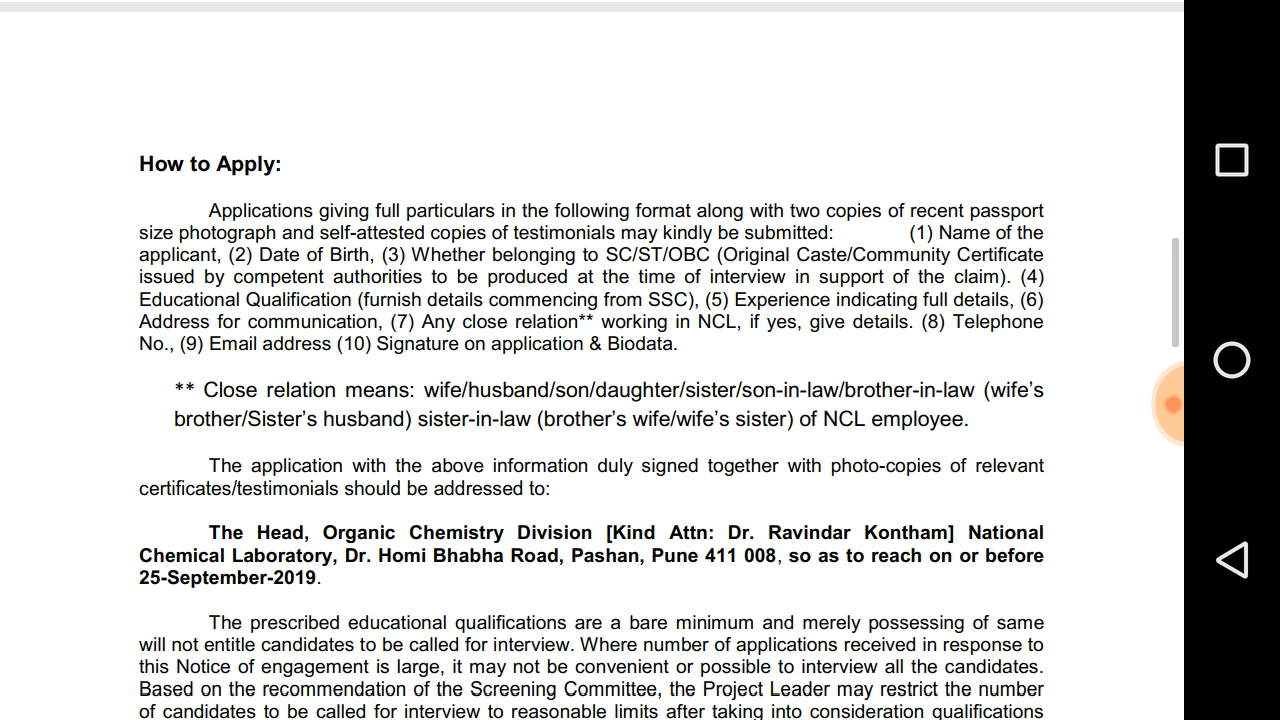 How to Apply:
Applications giving full particulars in the following format along with two copies of recent passport
size photograph and self-attested copies of testimonials may kindly be submitted: (1) Name of the
applicant, (2) Date of Birth, (3) Whether belonging to SC/ST/OBC (Original Caste/Community Certificate
issued by competent authorities to be produced at the time of interview in support of the claim). (4)
Educational Qualification (furnish details commencing from SSC), (5) Experience indicating full details, (6)
Address for communication, (7) Any close relation** working in NCL, if yes, give details. (8) Telephone
No., (9) Email address (10) Signature on application & Biodata.
** Close relation means: wife/husband/son/daughter/sister/son-in-law/brother-in-law (wife’s
brother/Sister’s husband) sister-in-law (brother’s wife/wife’s sister) of NCL employee.
The application with the above information duly signed together with photo-copies of relevant
certificates/testimonials should be addressed to:
The Head, Organic Chemistry Division [Kind Attn: Dr. Ravindar Kontham] National
Chemical Laboratory, Dr. Homi Bhabha Road, Pashan, Pune 411 008, so as to reach on or before
25-September-2019.
The prescribed educational qualifications are a bare minimum and merely possessing of same
will not entitle candidates to be called for interview. Where number of applications received in response to
this Notice of engagement is large, it may not be convenient or possible to interview all the candidates.
Based on the recommendation of the Screening Committee, the Project Leader may restrict the number
of candidates to be called for interview to reasonable limits after taking into consideration qualifications